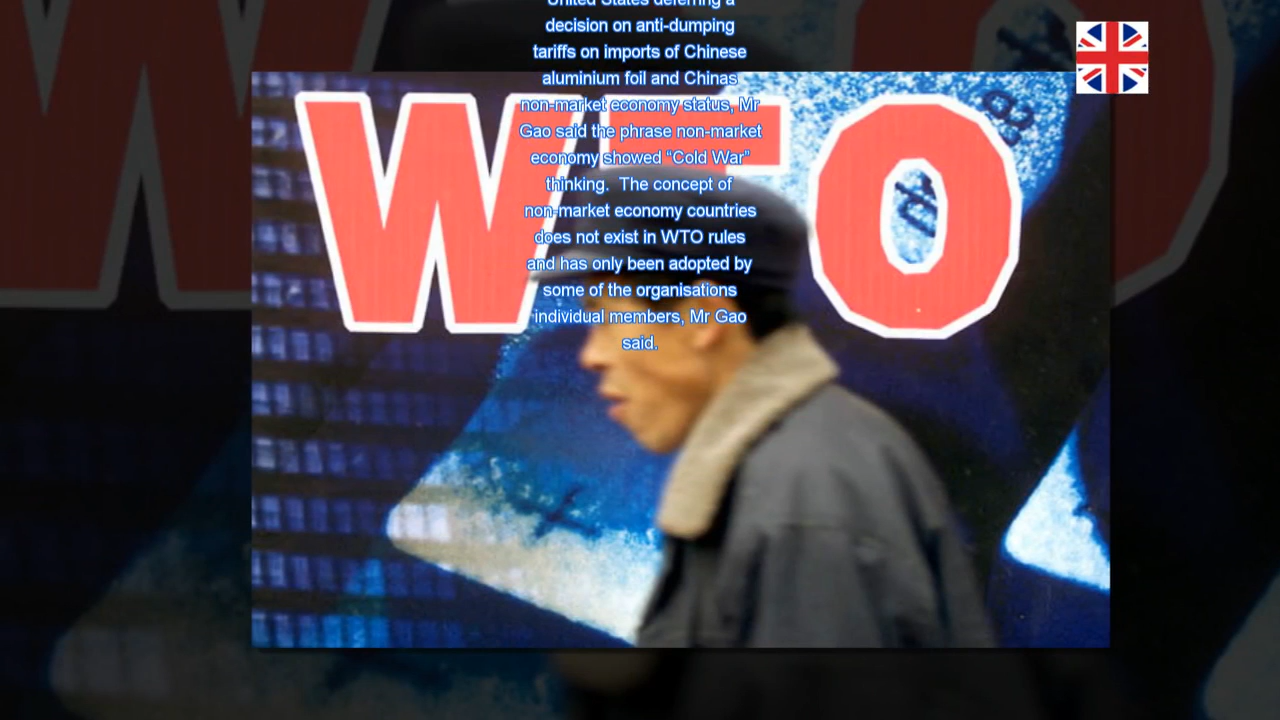 United States deferring a
decision on anti-dumping
tariffs on imports of Chinese
aluminium foil and Chinas
non-market economy status, Mr
Gao said the phrase non-market
economy showed “Cold War”
thinking.  The concept of
non-market economy countries
does not exist in WTO rules
and has only been adopted by
some of the organisations
individual members, Mr Gao
said.
WTO